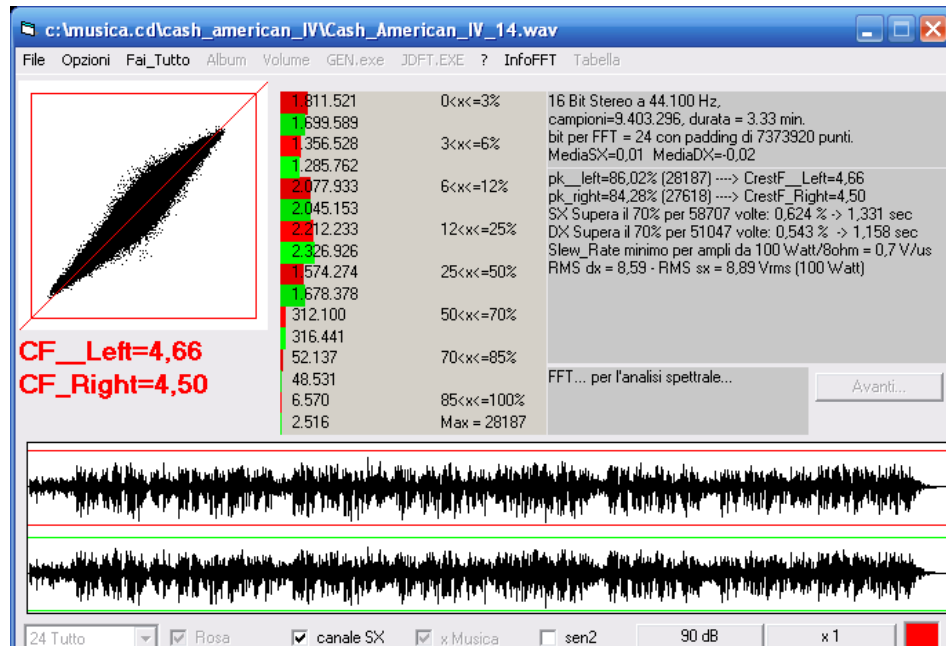 c:\musica.cd\cash_american_IV\Cash_American_IV_14.wav
File Opzioni Fai_Tutto Album Volume GEN.exe JDFT.EXE ? InfoFFT Tabella
1.811.521 0<x<=3%
1.699.589
1.356.528 3<x<=6%
1.285.762
2.077.933 6<x<=12%
2.045.153
2.212.233 12<x<=25%
2.326.926
1.574.274 25<x<=50%
1.678.378
312.100 50<x<=70%
316.441
52.137 70<x<=85%
48.531
6.570 85<x<=100%
2.516 Max = 28187
16 Bit Stereo a 44.100 Hz,
campioni=9.403.296, durata = 3.33 min.
bit per FFT = 24 con padding di 7373920 punti.
MediaSX=0,01 MediaDX=-0,02
pk__left=86,02% (28187) ----> CrestF__Left=4,66
pk_right=84,28% (27618) ----> CrestF_Right=4,50
SX Supera il 70% per 58707 volte: 0,624 % -> 1,331 sec
DX Supera il 70% per 51047 volte: 0,543 % -> 1,158 sec
Slew_Rate minimo per ampli da 100 Watt/8ohm = 0,7 V/us
RMS dx = 8,59 - RMS sx = 8,89 Vrms (100 Watt)
CF__Left=4,66
CF_Right=4,50
FFT... per l'analisi spettrale...
Avanti...
24 Tutto Rosa canale SX x Musica sen2 90 dB x 1